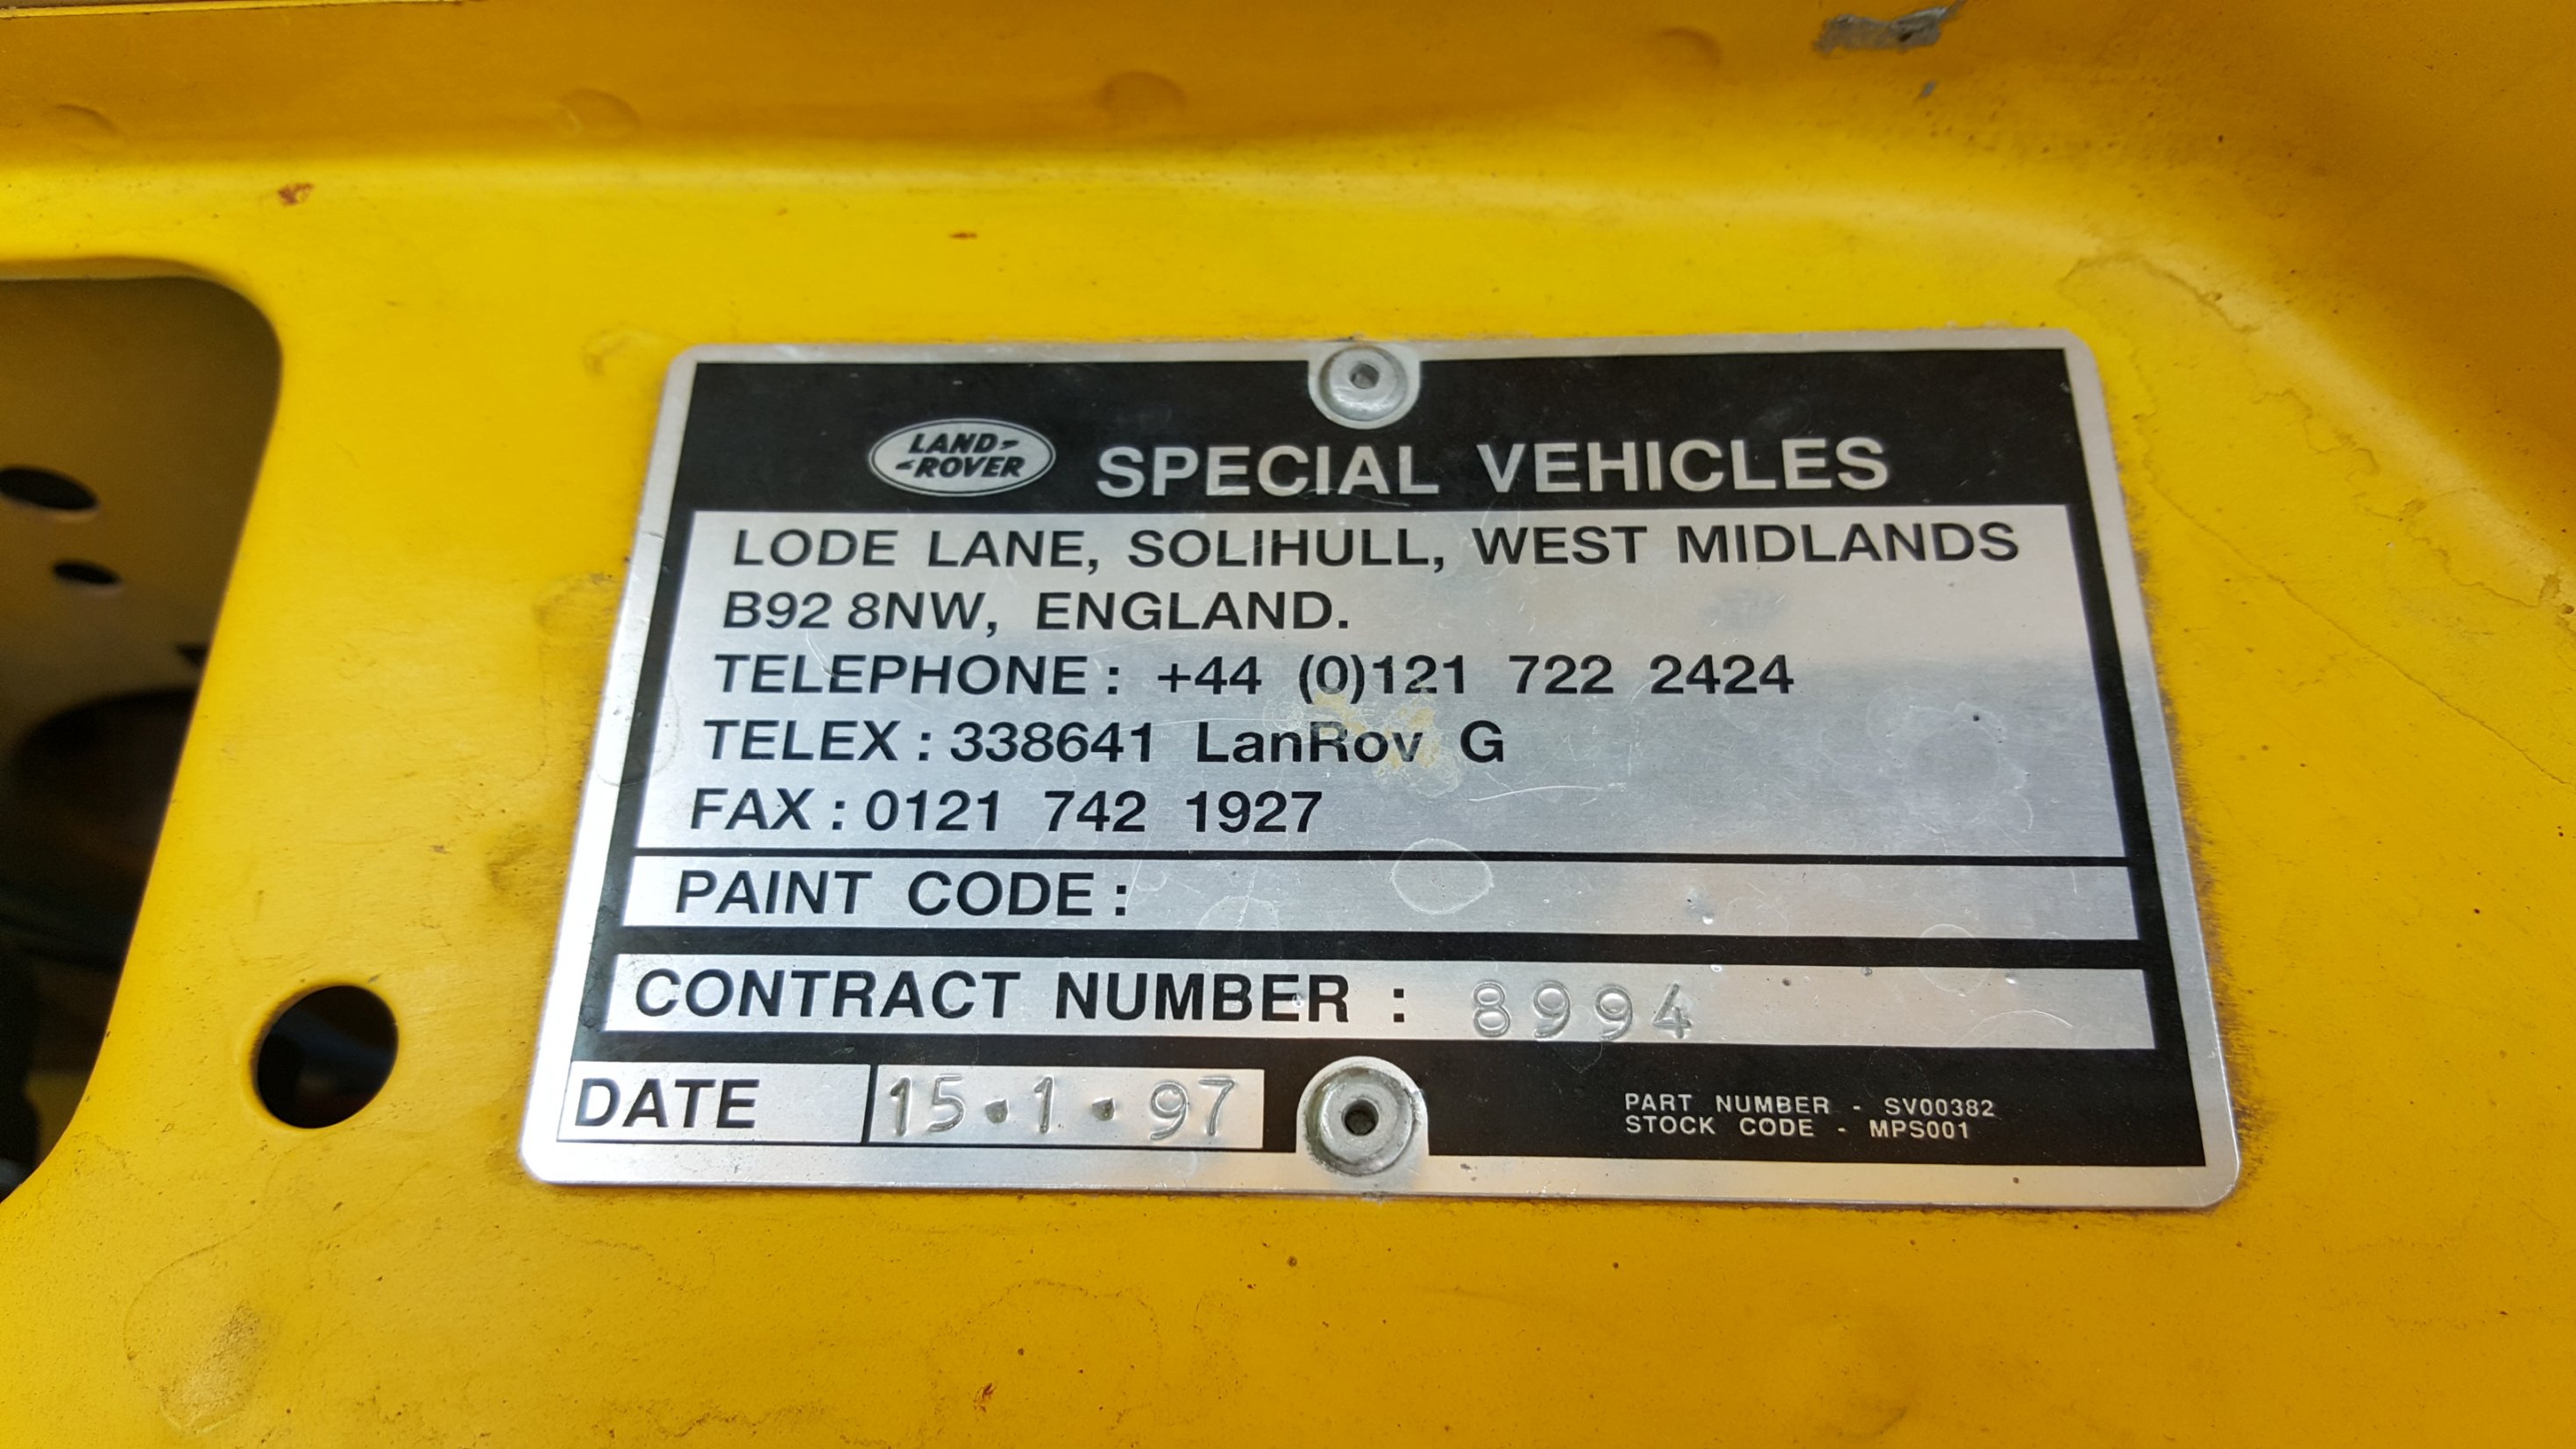 LAND-
-ROVER
SPECIAL VEHICLES
LODE LANE, SOLIHULL, WEST MIDLANDS
B92 8NW, ENGLAND.
TELEPHONE : +44 (0)121 722 2424
TELEX : 338641 LanRov G
FAX : 0121 742 1927
PAINT CODE :
CONTRACT NUMBER : 8994
DATE 15.1.97
PART NUMBER - SV00382
STOCK CODE - MPS001